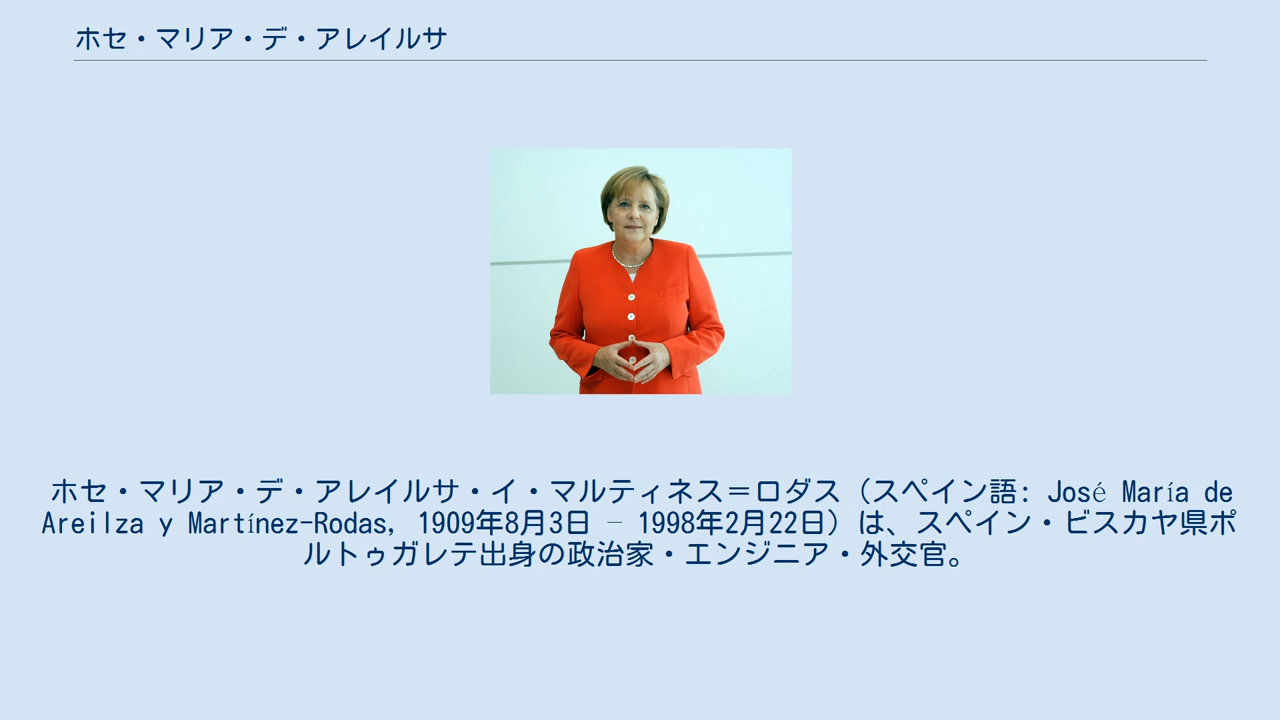 ホセ・マリア・デ・アレイルサ
ホセ・マリア・デ・アレイルサ・イ・マルティネス＝ロダス（スペイン語: José María de
Areilza y Martínez-Rodas, 1909年8月3日 – 1998年2月22日）は、スペイン・ビスカヤ県ポ
ルトゥガレテ出身の政治家・エンジニア・外交官。